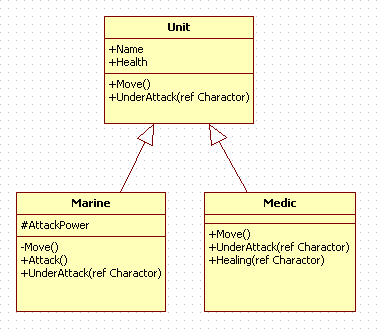 Unit
+Name
+Health
+Move()
+UnderAttack(ref Charactor)
Marine
#AttackPower
-Move()
+Attack()
+UnderAttack(ref Charactor)
Medic
+Move()
+UnderAttack(ref Charactor)
+Healing(ref Charactor)